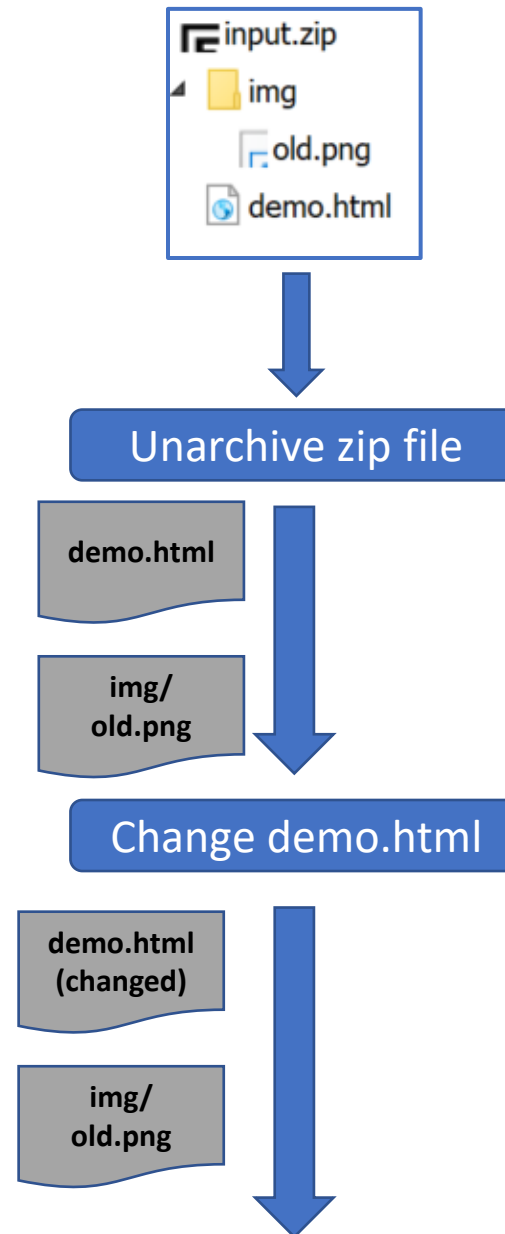 input.zip
img
old.png
demo.html
Unarchive zip file
demo.html
img/
old.png
Change demo.html
demo.html
(changed)
img/
old.png